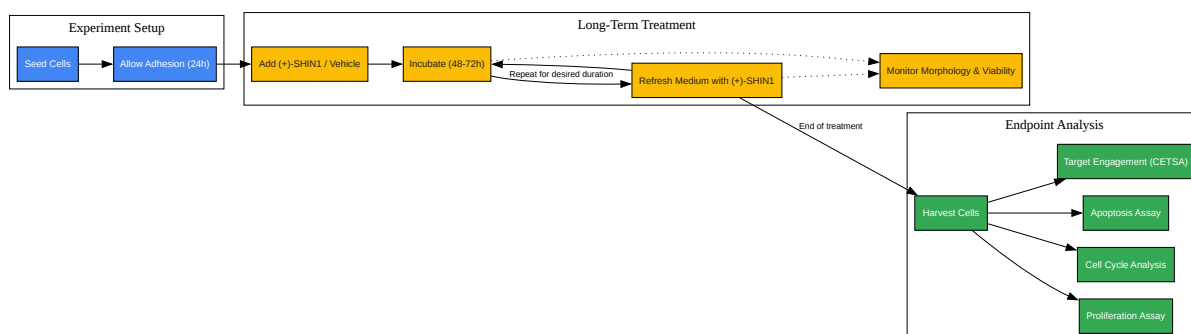 Experiment Setup
Seed Cells
Allow Adhesion (24h)
Long-Term Treatment
Add (+)-SHIN1 / Vehicle
Incubate (48-72h)
Repeat for desired duration
Refresh Medium with (+)-SHIN1
Monitor Morphology & Viability
End of treatment
Endpoint Analysis
Harvest Cells
Target Engagement (CETSA)
Apoptosis Assay
Cell Cycle Analysis
Proliferation Assay